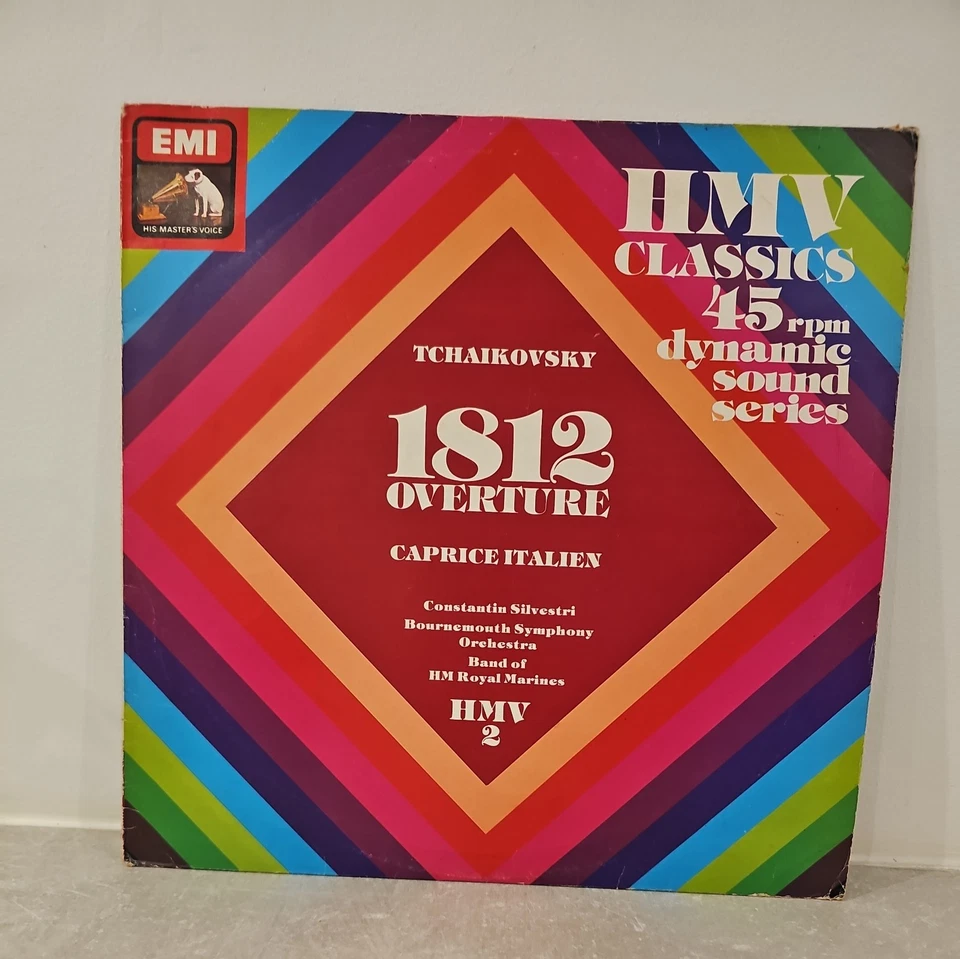 EMI
HIS MASTER'S VOICE
HMV
CLASSICS
45 rpm
dynamic
sound
series
TCHAIKOVSKY
1812
OVERTURE
CAPRICE ITALIEN
Constantin Silvestri
Bournemouth Symphony
Orchestra
Band of
HM Royal Marines
HMV
2